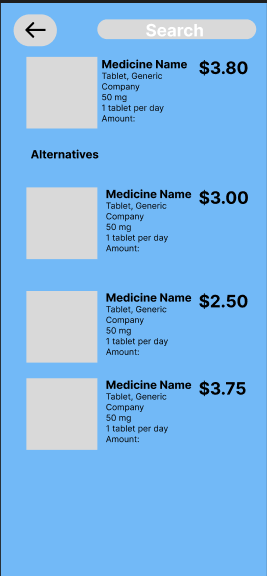 Search
Medicine Name
$3.80
Tablet, Generic
Company
50 mg
1 tablet per day
Amount:
Alternatives
Medicine Name
$3.00
Tablet, Generic
Company
50 mg
1 tablet per day
Amount:
Medicine Name
$2.50
Tablet, Generic
Company
50 mg
1 tablet per day
Amount:
Medicine Name
$3.75
Tablet, Generic
Company
50 mg
1 tablet per day
Amount: